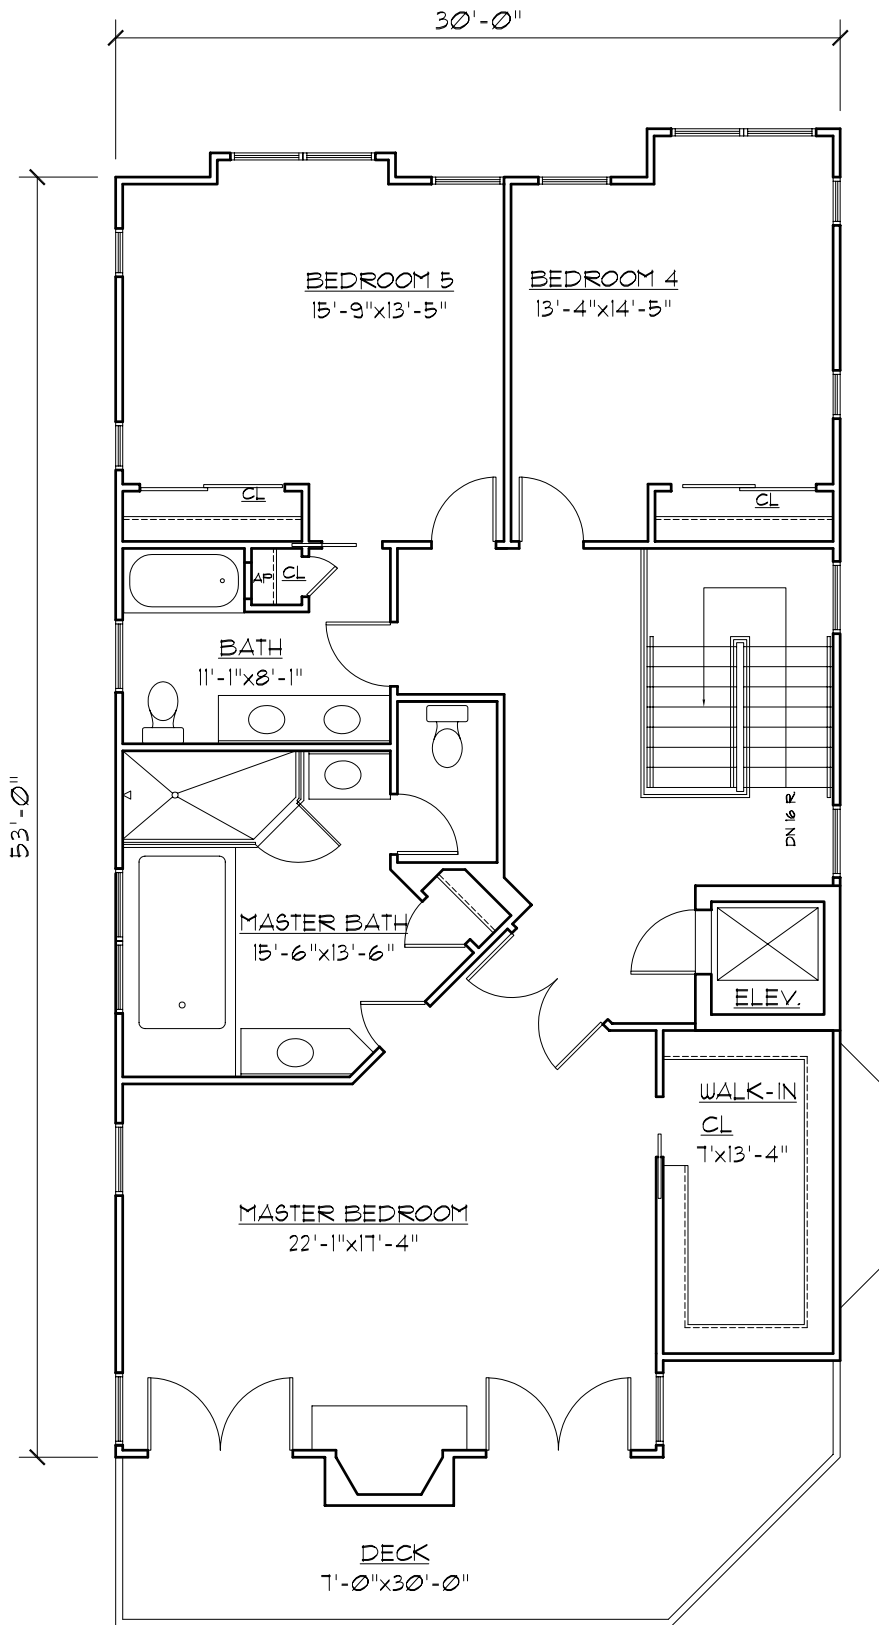 30'-0"
BEDROOM 5
15'-9"x13'-5"
BEDROOM 4
13'-4"x14'-5"
CL
CL
AP
CL
BATH
11'-1"x8'-1"
53'-0"
DN 16 R
MASTER BATH
15'-6"x13'-6"
ELEV.
WALK-IN
CL
7'x13'-4"
MASTER BEDROOM
22'-1"x17'-4"
DECK
7'-0"x30'-0"